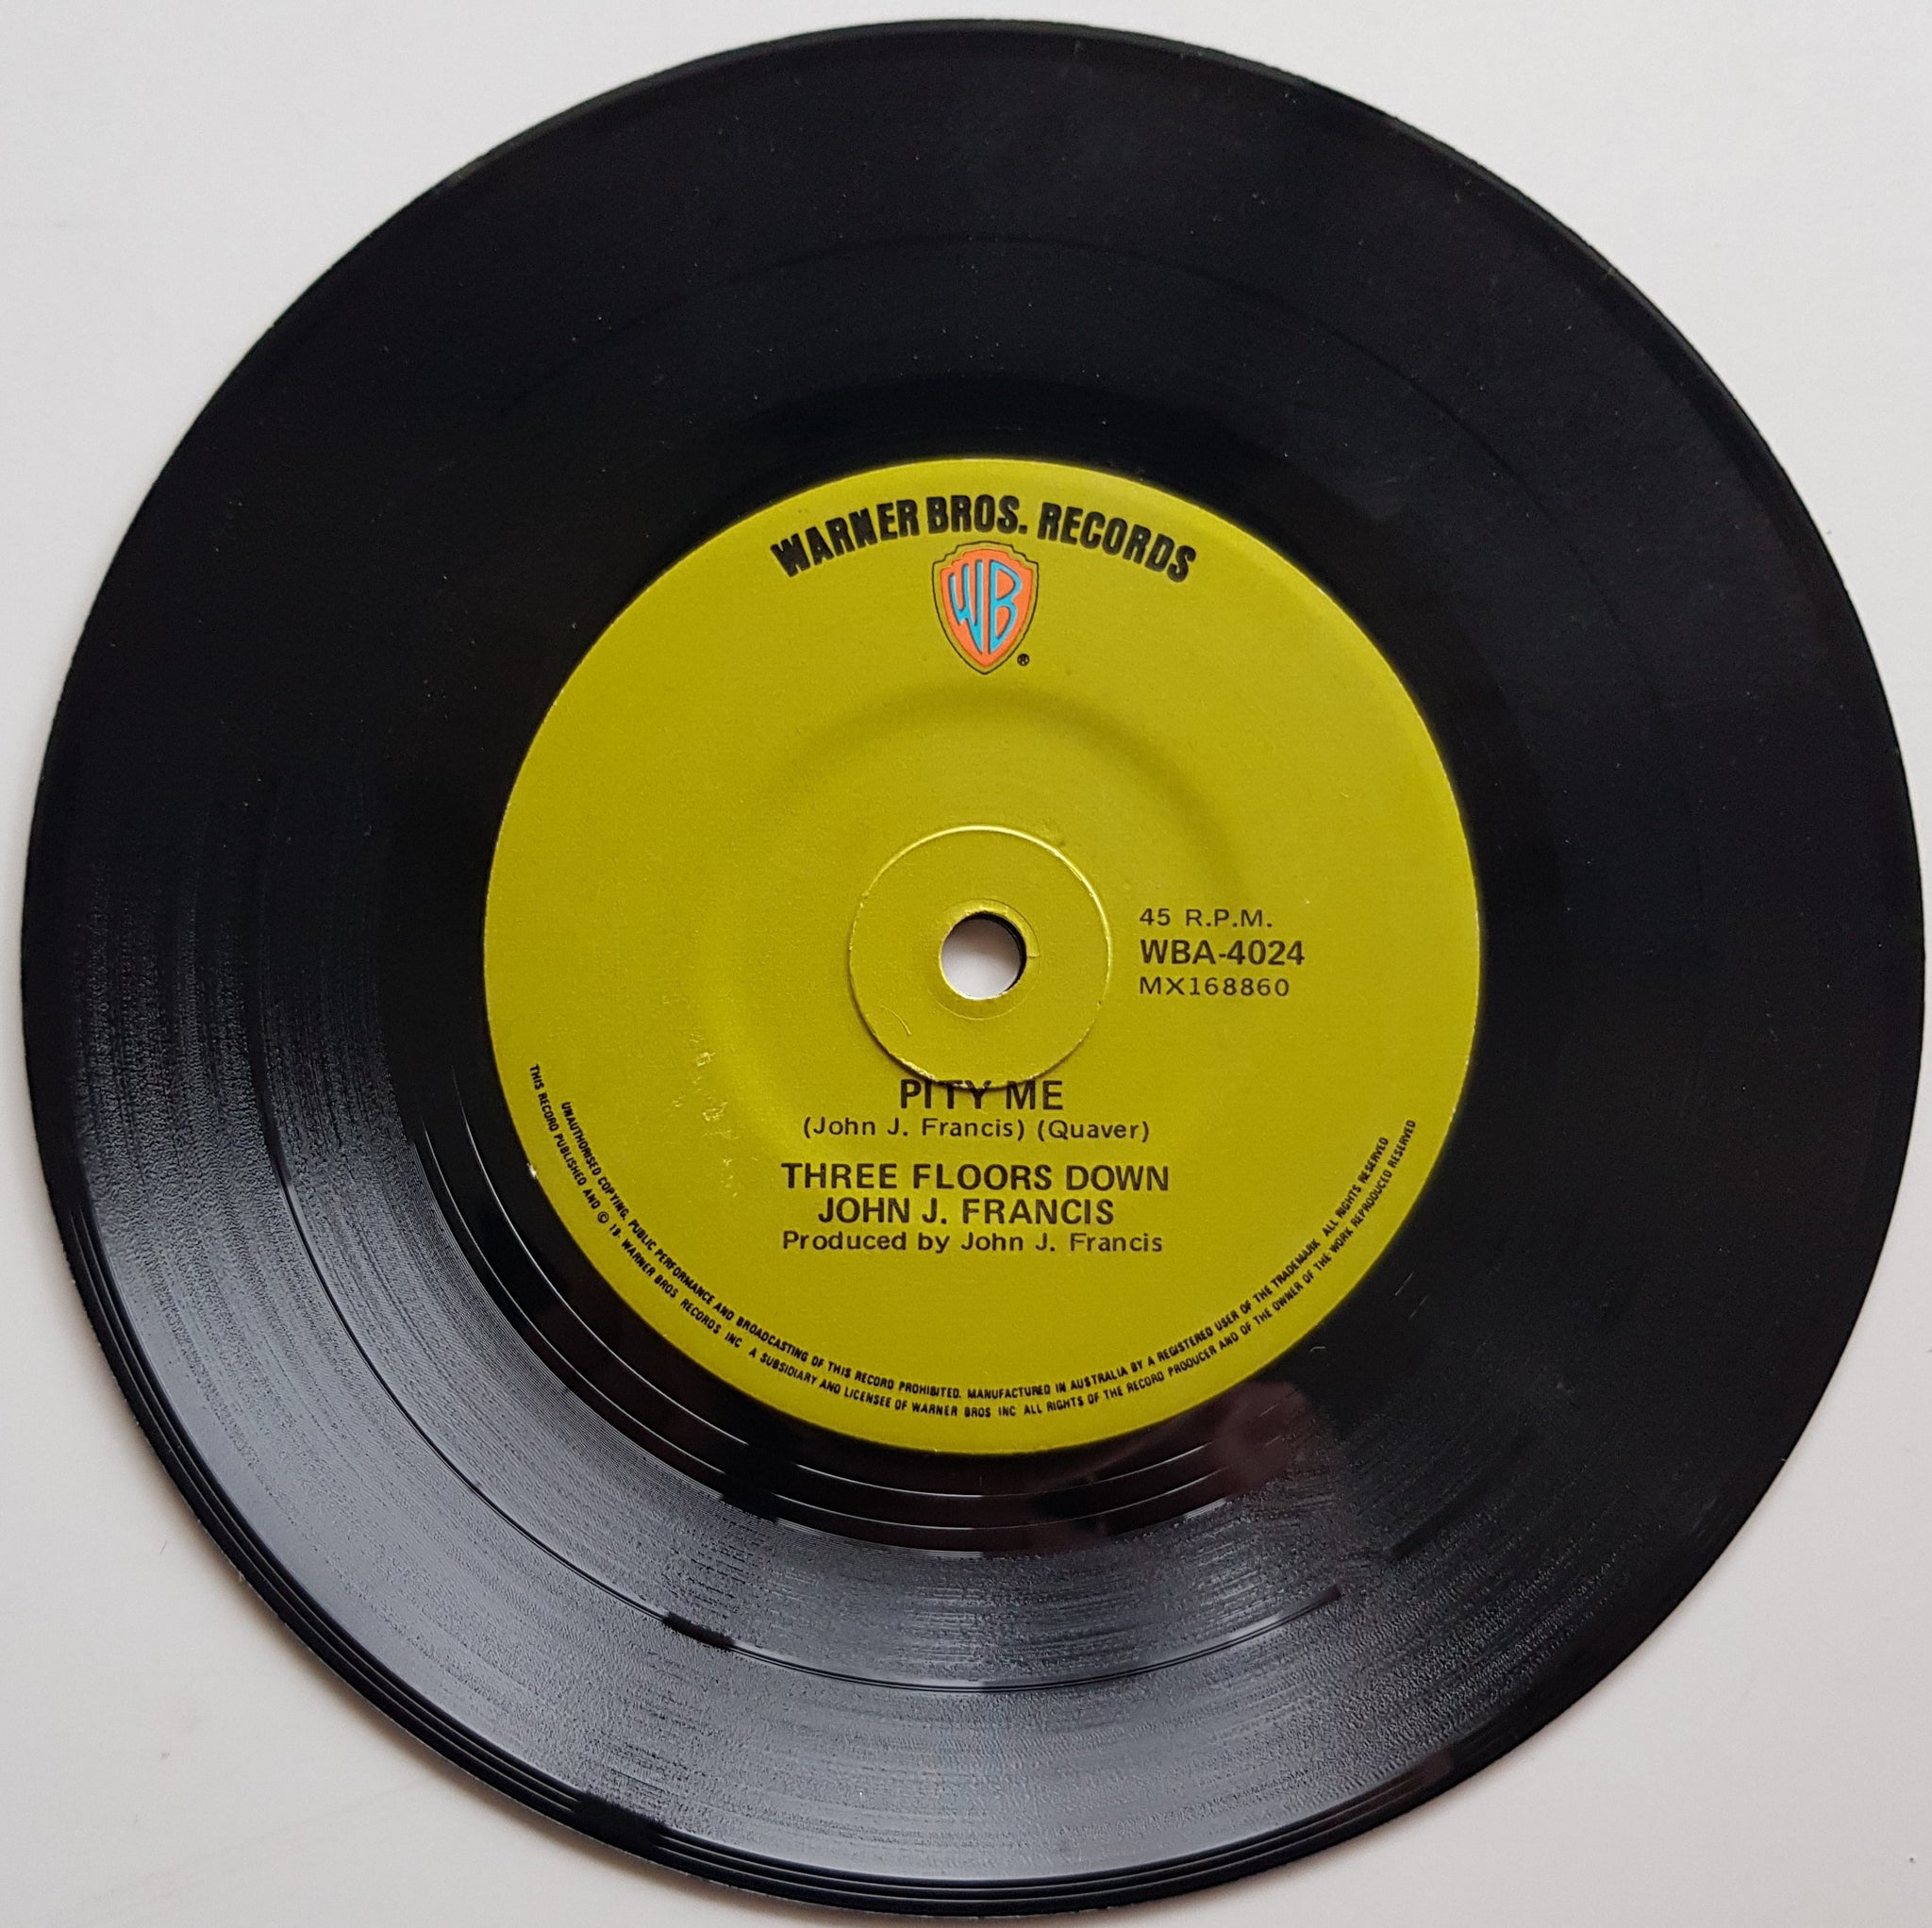 WARNER BROS. RECORDS
WB
®
45 R.P.M.
WBA-4024
MX168860
PITY ME
(John J. Francis) (Quaver)
THREE FLOORS DOWN
JOHN J. FRANCIS
Produced by John J. Francis
UNAUTHORISED COPYING, PUBLIC PERFORMANCE AND BROADCASTING OF THIS RECORD PROHIBITED. MANUFACTURED IN AUSTRALIA BY A REGISTERED USER OF THE TRADEMARK ALL RIGHTS RESERVED
THIS RECORD PUBLISHED AND © 19 WARNER BROS RECORDS INC A SUBSIDIARY AND LICENSEE OF WARNER BROS INC ALL RIGHTS OF THE RECORD PRODUCER AND OF THE OWNER OF THE WORK REPRODUCED RESERVED